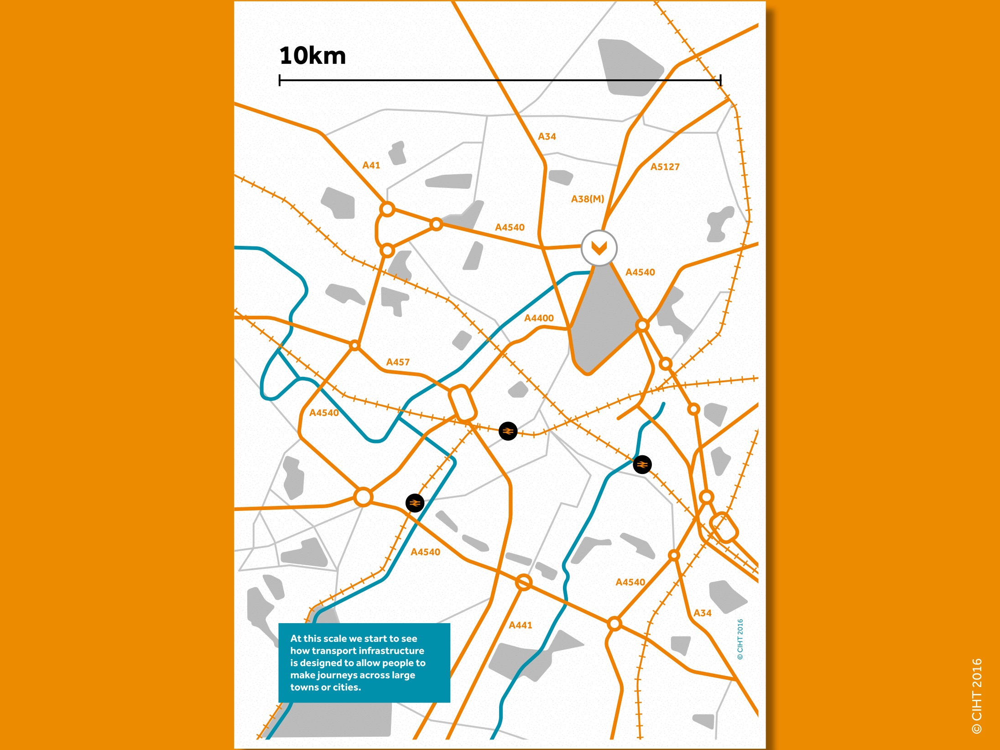 10km
A34
A41
A5127
A38(M)
A4540
A4540
A4400
A457
A4540
A4540
A4540
A34
A441
At this scale we start to see
how transport infrastructure
is designed to allow people to
make journeys across large
towns or cities.
© CIHT 2016
© CIHT 2016